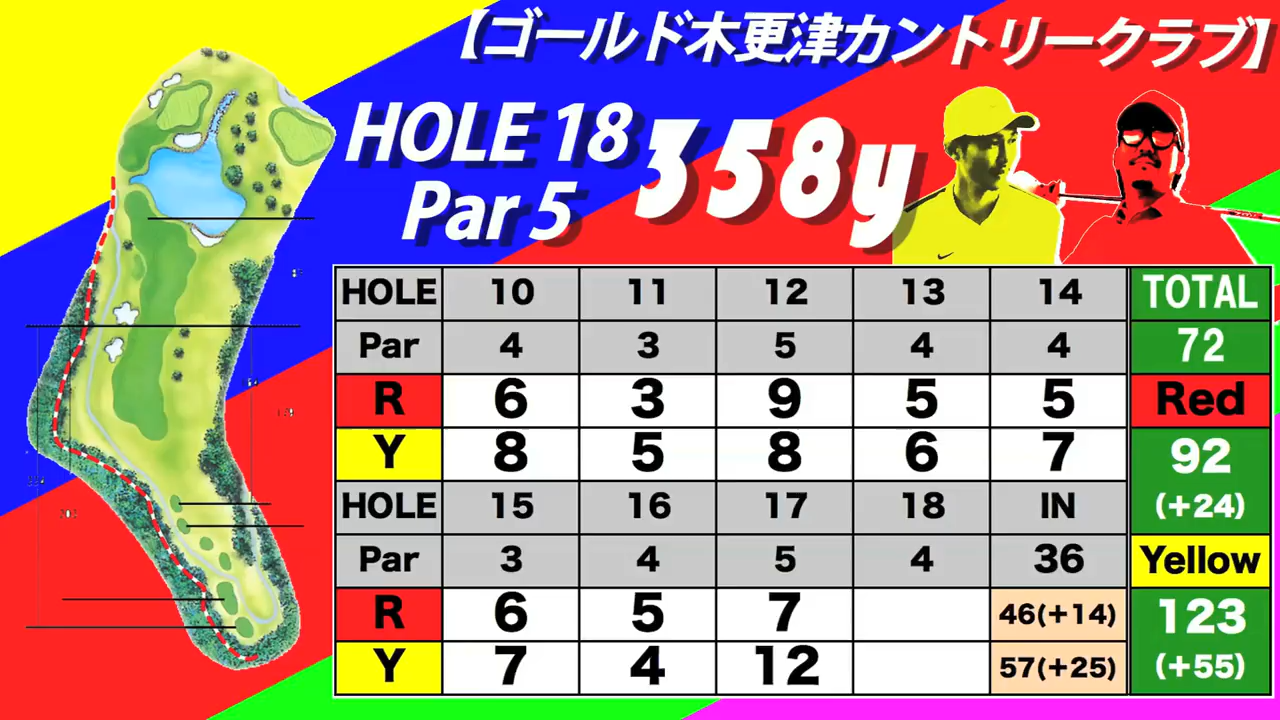 【ゴールド木更津カントリークラブ】
HOLE 18
Par 5
358y
HOLE 10 11 12 13 14 TOTAL
Par 4 3 5 4 4 72
R 6 3 9 5 5 Red
Y 8 5 8 6 7 92
HOLE 15 16 17 18 IN (+24)
Par 3 4 5 4 36 Yellow
R 6 5 7 46(+14) 123
Y 7 4 12 57(+25) (+55)